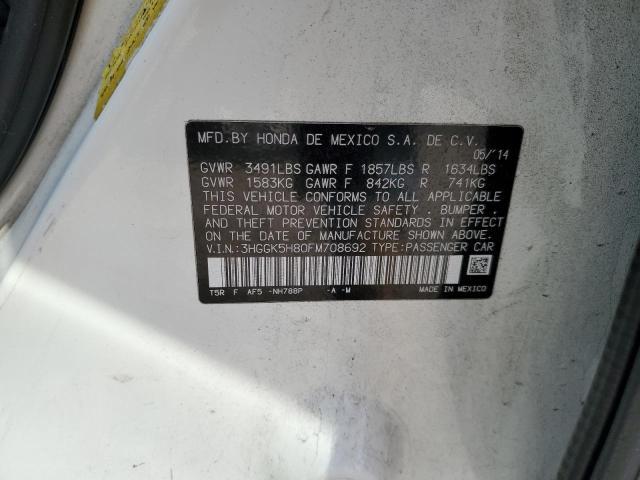 MFD.BY HONDA DE MEXICO S.A. DE C.V.
05/'14
GVWR 3491LBS GAWR F 1857LBS R 1634LBS
GVWR 1583KG GAWR F 842KG R 741KG
THIS VEHICLE CONFORMS TO ALL APPLICABLE
FEDERAL MOTOR VEHICLE SAFETY , BUMPER ,
AND THEFT PREVENTION STANDARDS IN EFFECT
ON THE DATE OF MANUFACTURE SHOWN ABOVE.
V.I.N.:3HGGK5H80FM708692 TYPE:PASSENGER CAR
T5R F AF5 -NH788P -A -M MADE IN MEXICO